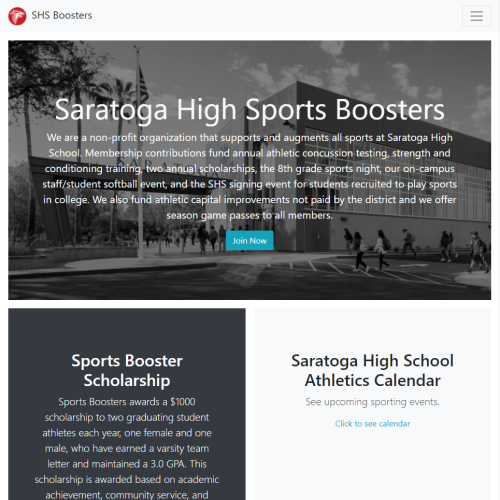 SHS Boosters
Saratoga High Sports Boosters
We are a non-profit organization that supports and augments all sports at Saratoga High
School. Membership contributions fund annual athletic concussion testing, strength and
conditioning training, two annual scholarships, the 8th grade sports night, our on-campus
staff/student softball event, and the SHS signing event for students recruited to play sports
in college. We also fund athletic capital improvements not paid by the district and we offer
season game passes to all members.
Join Now
Sports Booster
Scholarship
Sports Boosters awards a $1000
scholarship to two graduating student
athletes each year, one female and one
male, who have earned a varsity team
letter and maintained a 3.0 GPA. This
scholarship is awarded based on academic
achievement, community service, and
Saratoga High School
Athletics Calendar
See upcoming sporting events.
Click to see calendar